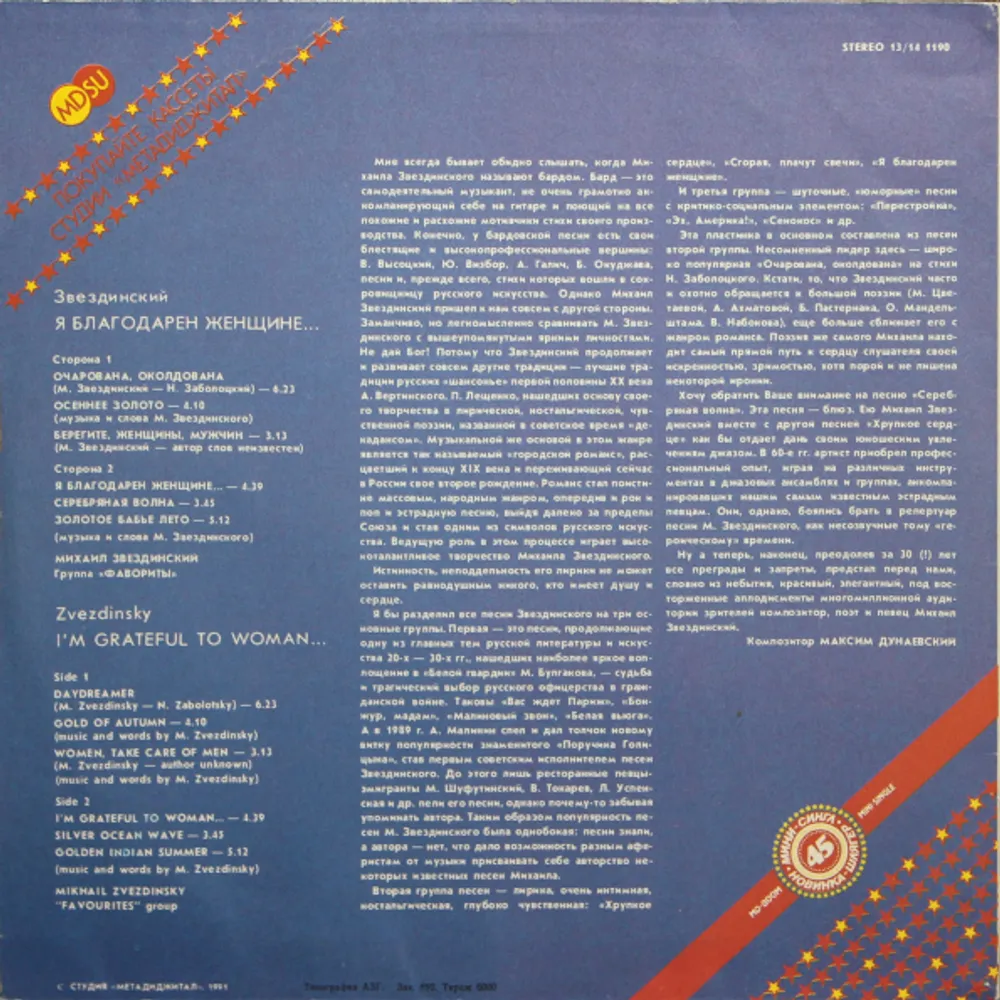 STEREO 13/14 1190
MDSU
ПОКУПАЙТЕ КАССЕТЫ
СТУДИИ «МЕТАДИДЖИТАЛ»
Звездинский
Я БЛАГОДАРЕН ЖЕНЩИНЕ...
Сторона 1
ОЧАРОВАНА, ОКОЛДОВАНА
(М. Звездинский — Н. Заболоцкий) — 6.23
ОСЕННЕЕ ЗОЛОТО — 4.10
(музыка и слова М. Звездинского)
БЕРЕГИТЕ, ЖЕНЩИНЫ, МУЖЧИН — 3.13
(М. Звездинский — автор слов неизвестен)
Сторона 2
Я БЛАГОДАРЕН ЖЕНЩИНЕ... — 4.39
СЕРЕБРЯНАЯ ВОЛНА — 3.45
ЗОЛОТОЕ БАБЬЕ ЛЕТО — 5.12
(музыка и слова М. Звездинского)
МИХАИЛ ЗВЕЗДИНСКИЙ
Группа «ФАВОРИТЫ»
Zvezdinsky
I'M GRATEFUL TO WOMAN...
Side 1
DAYDREAMER
(M. Zvezdinsky — N. Zabolotsky) — 6.23
GOLD OF AUTUMN — 4.10
(music and words by M. Zvezdinsky)
WOMEN, TAKE CARE OF MEN — 3.13
(M. Zvezdinsky — author unknown)
(music and words by M. Zvezdinsky)
Side 2
I'M GRATEFUL TO WOMAN... — 4.39
SILVER OCEAN WAVE — 3.45
GOLDEN INDIAN SUMMER — 5.12
(music and words by M. Zvezdinsky)
MIKHAIL ZVEZDINSKY
"FAVOURITES" group
Мне всегда бывает обидно слышать, когда Ми-
хаила Звездинского называют бардом. Бард — это
самодеятельный музыкант, не очень грамотно ак-
компанирующий себе на гитаре и поющий на все
похожие и расхожие мотивчики стихи своего произ-
водства. Конечно, у бардовской песни есть свои
блестящие и высокопрофессиональные вершины:
В. Высоцкий, Ю. Визбор, А. Галич, Б. Окуджава,
песни и, прежде всего, стихи которых вошли в сок-
ровищницу русского искусства. Однако Михаил
Звездинский пришел к нам совсем с другой стороны.
Заманчиво, но легкомысленно сравнивать М. Звез-
динского с вышеупомянутыми яркими личностями.
Не дай Бог! Потому что Звездинский продолжает
и развивает совсем другие традиции — лучшие тра-
диции русских «шансонье» первой половины XX века
А. Вертинского, П. Лещенко, нашедших основу свое-
го творчества в лирической, ностальгической, чув-
ственной поэзии, названной в советское время «де-
кадансом». Музыкальной же основой в этом жанре
является так называемый «городской романс», рас-
цветший к концу XIX века и переживающий сейчас
в России свое второе рождение. Романс стал поисти-
не массовым, народным жанром, опередив и рок и
поп и эстрадную песню, выйдя далеко за пределы
Союза и став одним из символов русского искус-
ства. Ведущую роль в этом процессе играет высо-
коталантливое творчество Михаила Звездинского.
Истинность, неподдельность его лирики не может
оставить равнодушным никого, кто имеет душу и
сердце.
Я бы разделил все песни Звездинского на три ос-
новные группы. Первая — это песни, продолжающие
одну из главных тем русской литературы и искус-
ства 20-х — 30-х гг., нашедших наиболее яркое воп-
лощение в «Белой гвардии» М. Булгакова, — судьба
и трагический выбор русского офицерства в граж-
данской войне. Таковы «Вас ждет Париж», «Бон-
жур, мадам», «Малиновый звон», «Белая вьюга».
А в 1989 г. А. Малинин спел и дал толчок новому
витку популярности знаменитого «Поручика Голи-
цына», став первым советским исполнителем песен
Звездинского. До этого лишь ресторанные певцы-
эмигранты М. Шуфутинский, В. Токарев, Л. Успен-
ская и др. пели его песни, однако почему-то забывая
упоминать автора. Таким образом популярность пе-
сен М. Звездинского была однобокая: песни знали,
а автора — нет, что дало возможность разным афе-
ристам от музыки присваивать себе авторство не-
которых известных песен Михаила.
Вторая группа песен — лирика, очень интимная,
ностальгическая, глубоко чувственная: «Хрупкое
сердце», «Сгорая, плачут свечи», «Я благодарен
женщине».
И третья группа — шуточные, «юморные» песни
с критико-социальным элементом: «Перестройка»,
«Эх, Америка!», «Сенокос» и др.
Эта пластинка в основном составлена из песен
второй группы. Несомненный лидер здесь — широ-
ко популярная «Очарована, околдована» на стихи
Н. Заболоцкого. Кстати, то, что Звездинский часто
и охотно обращается к большой поэзии (М. Цве-
таевой, А. Ахматовой, Б. Пастернака, О. Мандель-
штама, В. Набокова), еще больше сближает его с
жанром романса. Поэзия же самого Михаила нахо-
дит самый прямой путь к сердцу слушателя своей
искренностью, зримостью, хотя порой и не лишена
некоторой иронии.
Хочу обратить Ваше внимание на песню «Сереб-
ряная волна». Эта песня — блюз. Ею Михаил Звез-
динский вместе с другой песней «Хрупкое серд-
це» как бы отдает дань своим юношеским увле-
чениям джазом. В 60-е гг. артист приобрел профес-
сиональный опыт, играя на различных инстру-
ментах в джазовых ансамблях и группах, аккомпа-
нировавших нашим самым известным эстрадным
певцам. Они, однако, боялись брать в репертуар
песни М. Звездинского, как несозвучные тому «ге-
роическому» времени.
Ну а теперь, наконец, преодолев за 30 (!) лет
все преграды и запреты, предстал перед нами,
словно из небытия, красивый, элегантный, под вос-
торженные аплодисменты многомиллионной ауди-
тории зрителей композитор, поэт и певец Михаил
Звездинский.
Композитор МАКСИМ ДУНАЕВСКИЙ
MINI SINGLE
МИНИ-СИНГЛ
45
НОВИНКА
MD-ВООМ
с СТУДИЯ «МЕТАДИДЖИТАЛ», 1991
Типография АЗГ. Зак. 692. Тираж 6000